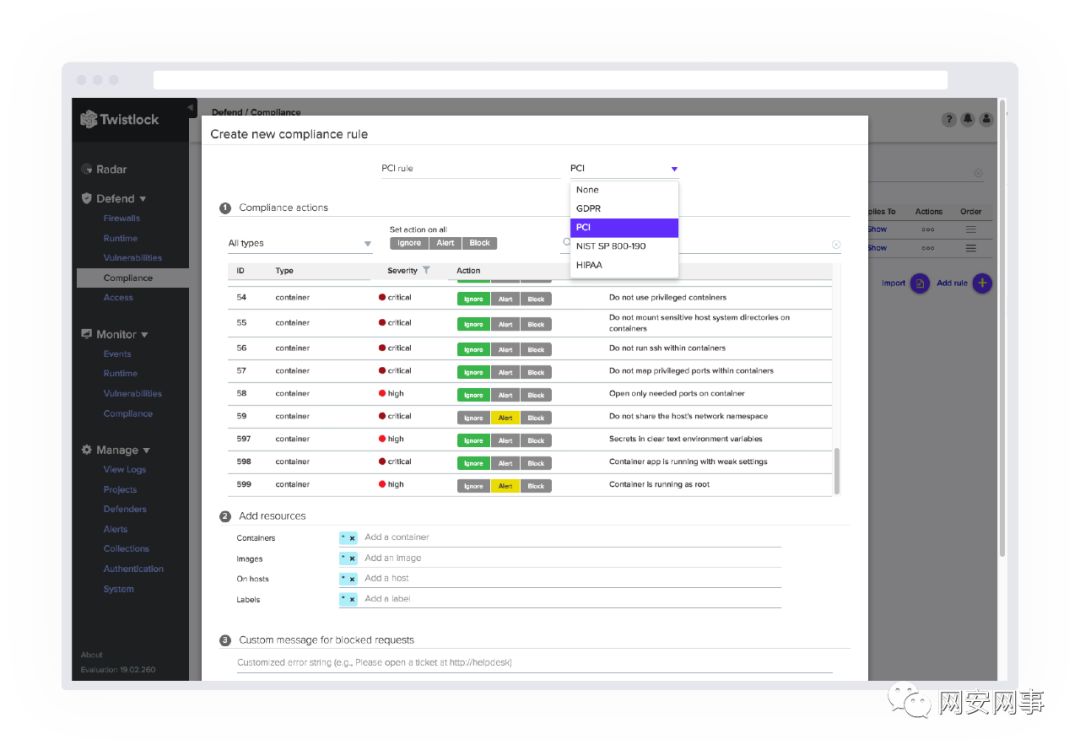 Twistlock
Defend / Compliance
Create new compliance rule
Radar
Defend
Firewalls
Runtime
Vulnerabilities
Compliance
Access
Monitor
Events
Runtime
Vulnerabilities
Compliance
Manage
View Logs
Projects
Defenders
Alerts
Collections
Authentication
System
About
Evaluation 19.02.260
PCI rule
PCI
None
GDPR
PCI
NIST SP 800-190
HIPAA
1 Compliance actions
Set action on all
All types
Ignore Alert Block
ID Type Severity Action
54 container critical Ignore Alert Block Do not use privileged containers
55 container critical Ignore Alert Block Do not mount sensitive host system directories on
containers
56 container critical Ignore Alert Block Do not run ssh within containers
57 container critical Ignore Alert Block Do not map privileged ports within containers
58 container high Ignore Alert Block Open only needed ports on container
59 container critical Ignore Alert Block Do not share the host's network namespace
597 container high Ignore Alert Block Secrets in clear text environment variables
598 container critical Ignore Alert Block Container app is running with weak settings
599 container high Ignore Alert Block Container is running as root
2 Add resources
Containers * x Add a container
Images * x Add an image
On hosts * x Add a host
Labels * x Add a label
3 Custom message for blocked requests
Customized error string (e.g., Please open a ticket at http://helpdesk)
?
plies To Actions Order
Show
Show
Import Add rule
网安网事